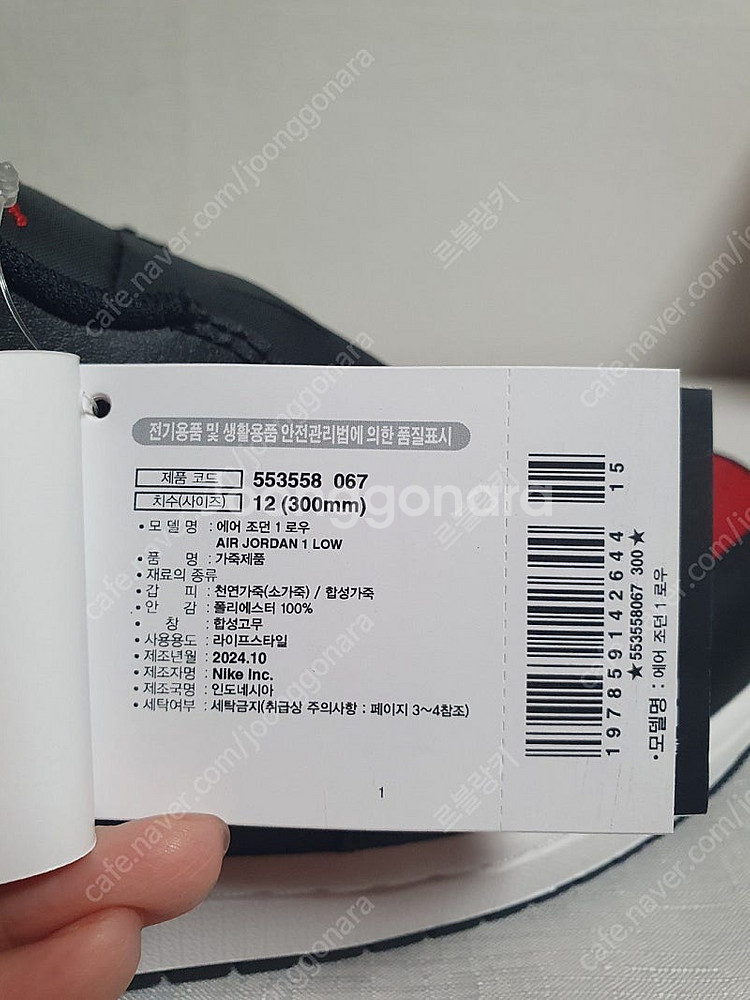 전기용품 및 생활용품 안전관리법에 의한 품질표시
제품 코드 553558 067
치수(사이즈) 12 (300mm)
• 모 델 명 : 에어 조던 1 로우
AIR JORDAN 1 LOW
• 품 명 : 가죽제품
• 재료의 종류
• 갑 피 : 천연가죽(소가죽) / 합성가죽
• 안 감 : 폴리에스터 100%
• 창 : 합성고무
• 사용용도 : 라이프스타일
• 제조년월 : 2024.10
• 제조자명 : Nike Inc.
• 제조국명 : 인도네시아
• 세탁여부 : 세탁금지(취급상 주의사항 : 페이지 3~4참조)
1
15
197859142644
★553558067 300★
• 모델명 : 에어 조던 1 로우
joonggonara
cafe.naver.com/joonggonara
르블랑키